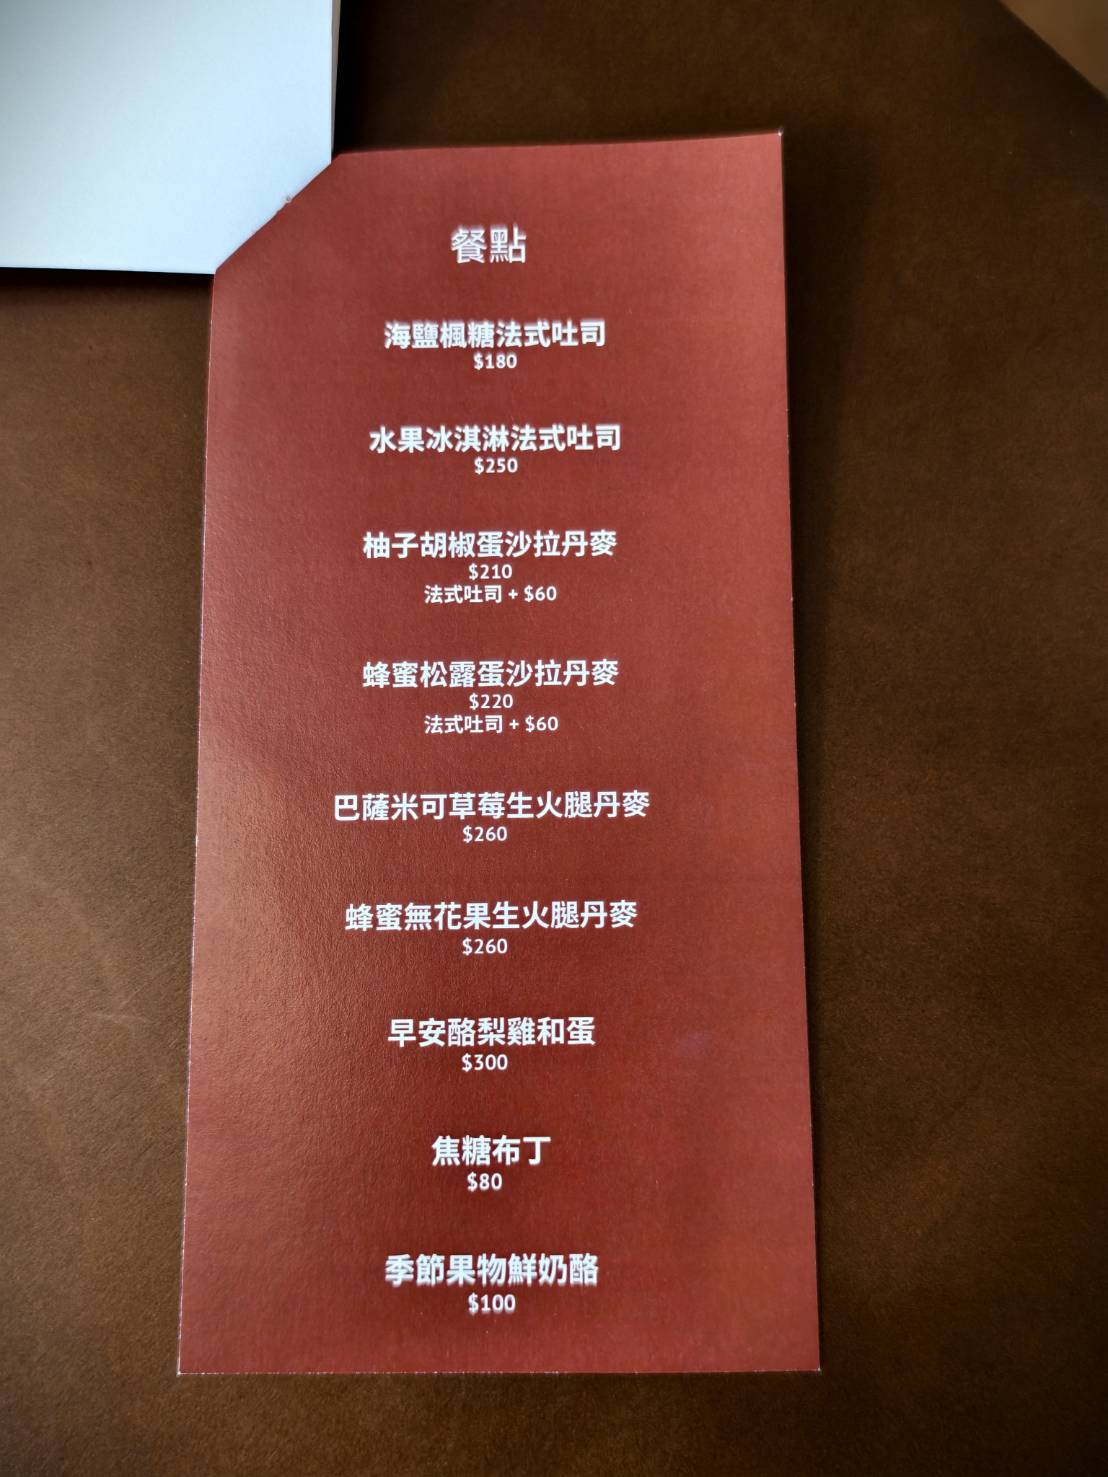 餐點
海鹽楓糖法式吐司
$180
水果冰淇淋法式吐司
$250
柚子胡椒蛋沙拉丹麥
$210
法式吐司 + $60
蜂蜜松露蛋沙拉丹麥
$220
法式吐司 + $60
巴薩米可草莓生火腿丹麥
$260
蜂蜜無花果生火腿丹麥
$260
早安酪梨雞和蛋
$300
焦糖布丁
$80
季節果物鮮奶酪
$100